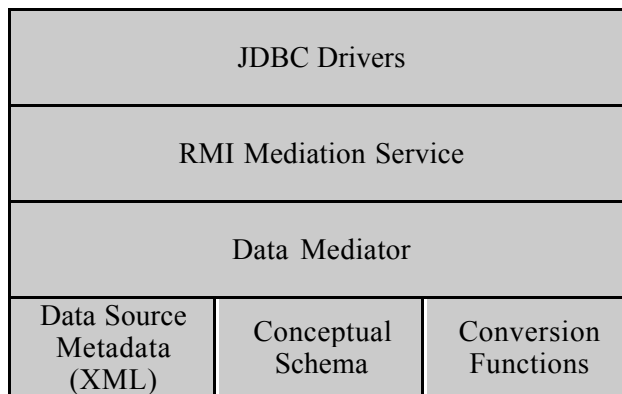 JDBC Drivers
RMI Mediation Service
Data Mediator
Data Source
Metadata
(XML)
Conceptual
Schema
Conversion
Functions